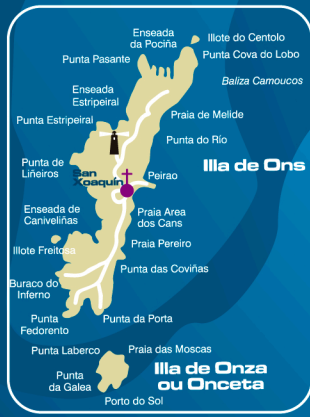 Enseada
da Pociña
Illote do Centolo
Punta Cova do Lobo
Punta Pasante
Baliza Camoucos
Enseada
Estripeiral
Praia de Melide
Punta Estripeiral
Punta do Río
Punta de
Liñeiros
Illa de Ons
San
Xoaquín
Peirao
Enseada de
Caniveliñas
Praia Area
dos Cans
Illote Freitosa
Praia Pereiro
Punta das Coviñas
Buraco do
Inferno
Punta
Fedorento
Punta da Porta
Punta Laberco
Praia das Moscas
Illa de Onza
ou Onceta
Punta
da Galea
Porto do Sol